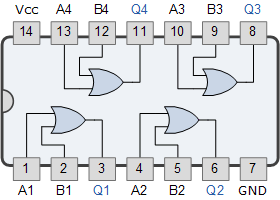 Vcc A4 B4 Q4 A3 B3 Q3
14 13 12 11 10 9 8
1 2 3 4 5 6 7
A1 B1 Q1 A2 B2 Q2 GND